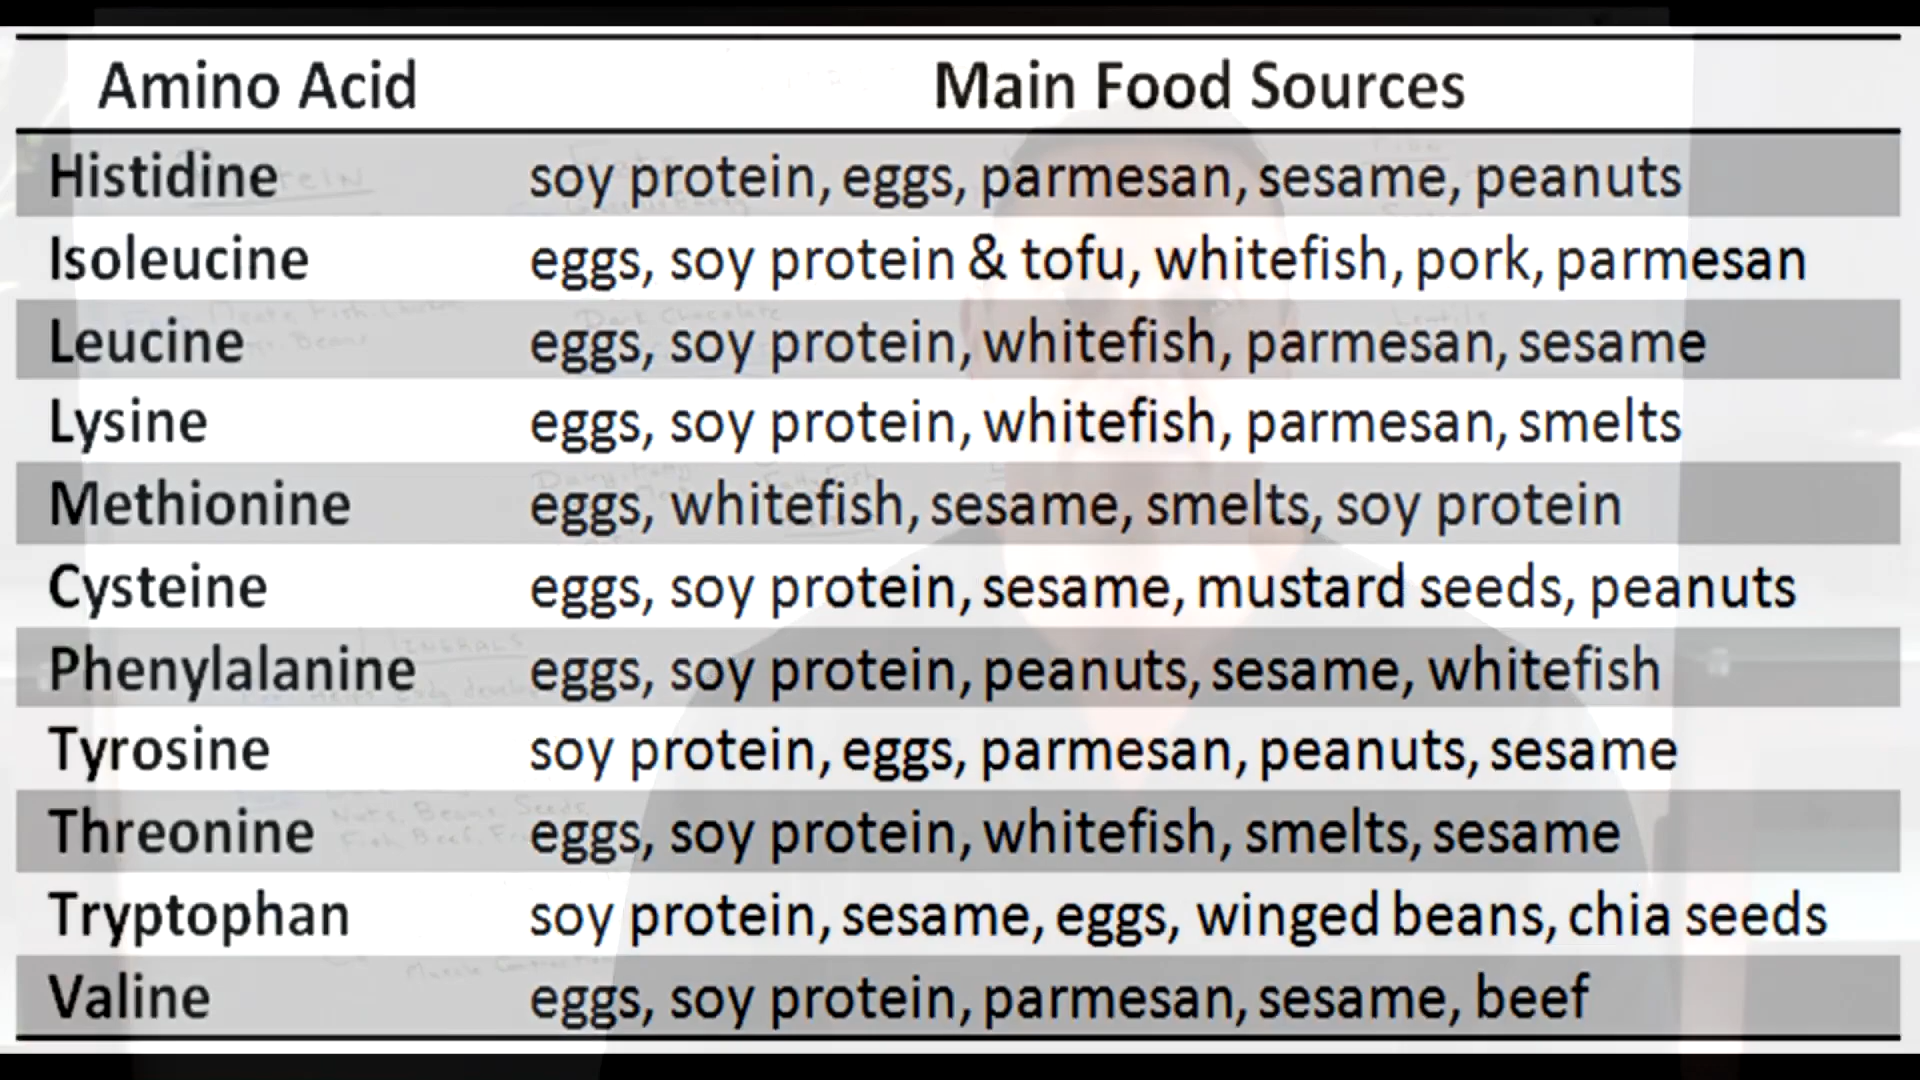 Amino Acid Main Food Sources
Histidine soy protein, eggs, parmesan, sesame, peanuts
Isoleucine eggs, soy protein & tofu, whitefish, pork, parmesan
Leucine eggs, soy protein, whitefish, parmesan, sesame
Lysine eggs, soy protein, whitefish, parmesan, smelts
Methionine eggs, whitefish, sesame, smelts, soy protein
Cysteine eggs, soy protein, sesame, mustard seeds, peanuts
Phenylalanine eggs, soy protein, peanuts, sesame, whitefish
Tyrosine soy protein, eggs, parmesan, peanuts, sesame
Threonine eggs, soy protein, whitefish, smelts, sesame
Tryptophan soy protein, sesame, eggs, winged beans, chia seeds
Valine eggs, soy protein, parmesan, sesame, beef